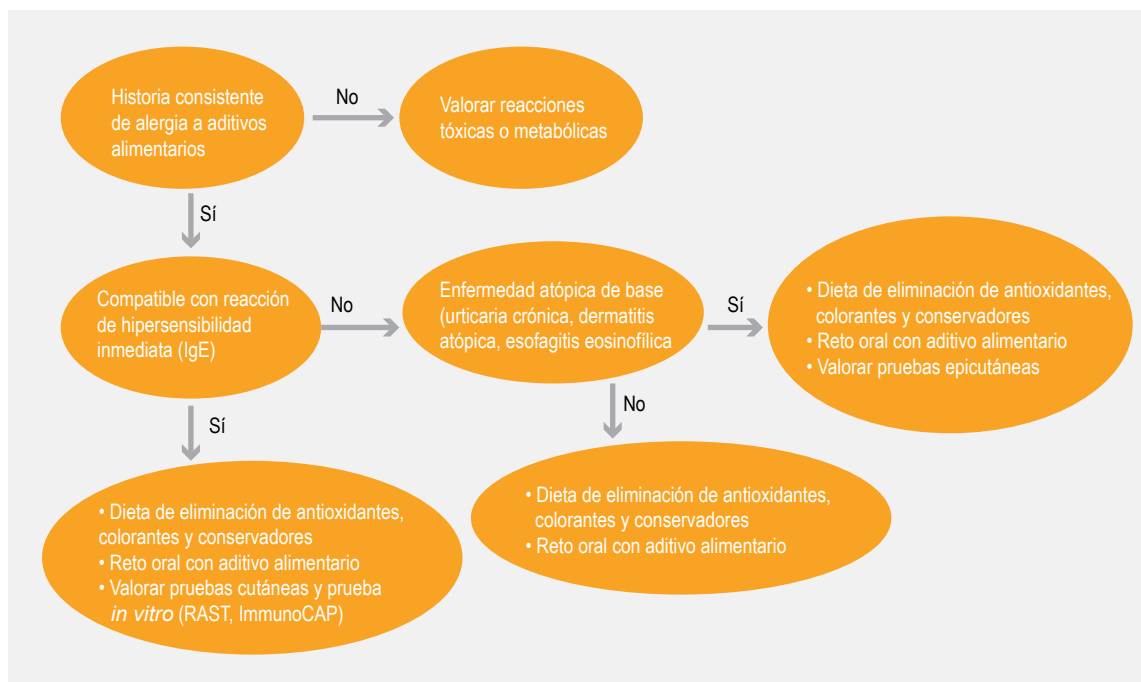 Historia consistente
de alergia a aditivos
alimentarios
No
Valorar reacciones
tóxicas o metabólicas
Sí
Compatible con reacción
de hipersensibilidad
inmediata (IgE)
No
Enfermedad atópica de base
(urticaria crónica, dermatitis
atópica, esofagitis eosinofílica
Sí
• Dieta de eliminación de antioxidantes,
colorantes y conservadores
• Reto oral con aditivo alimentario
• Valorar pruebas epicutáneas
Sí
No
• Dieta de eliminación de antioxidantes,
colorantes y conservadores
• Reto oral con aditivo alimentario
• Valorar pruebas cutáneas y prueba
in vitro (RAST, ImmunoCAP)
• Dieta de eliminación de antioxidantes,
colorantes y conservadores
• Reto oral con aditivo alimentario